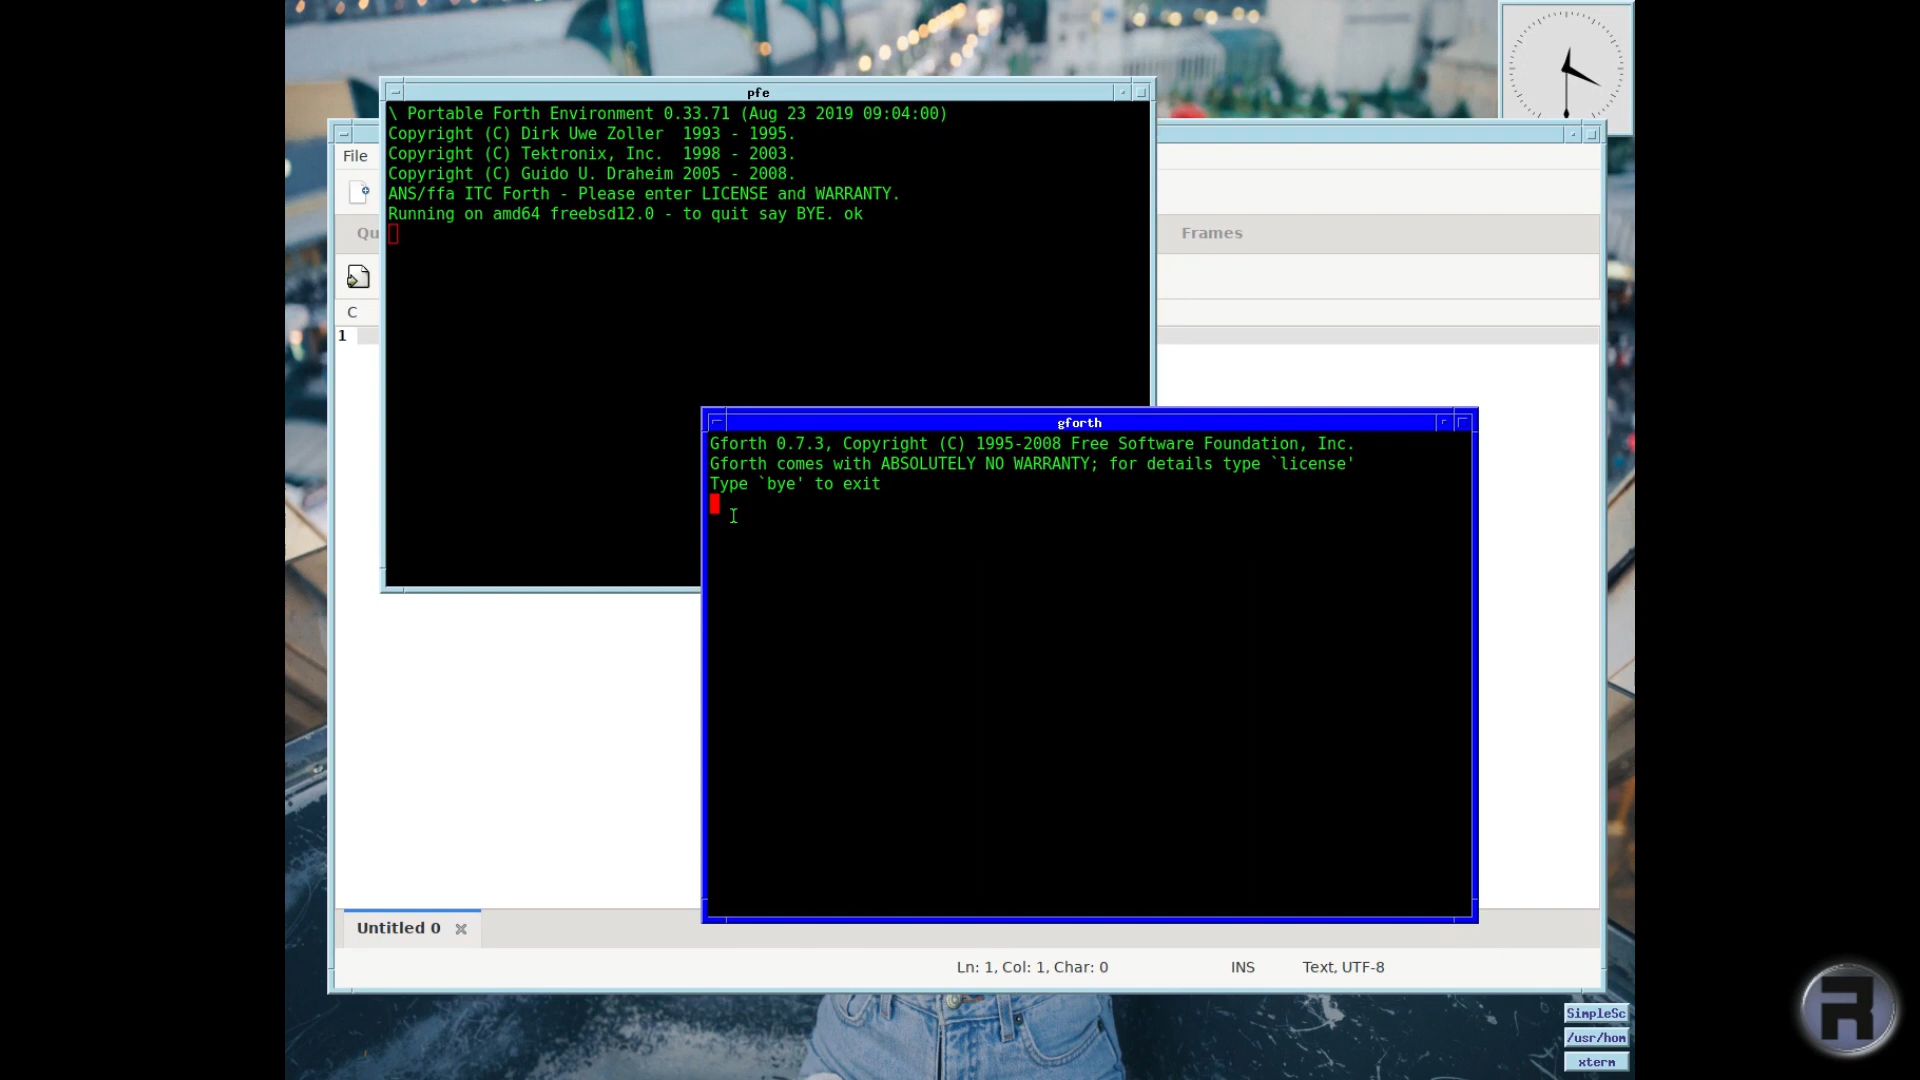 pfe
\ Portable Forth Environment 0.33.71 (Aug 23 2019 09:04:00)
Copyright (C) Dirk Uwe Zoller  1993 - 1995.
Copyright (C) Tektronix, Inc.  1998 - 2003.
Copyright (C) Guido U. Draheim 2005 - 2008.
ANS/ffa ITC Forth - Please enter LICENSE and WARRANTY.
Running on amd64 freebsd12.0 - to quit say BYE. ok
File
Qu
Frames
C
1
gforth
Gforth 0.7.3, Copyright (C) 1995-2008 Free Software Foundation, Inc.
Gforth comes with ABSOLUTELY NO WARRANTY; for details type `license'
Type `bye' to exit
Untitled 0
Ln: 1, Col: 1, Char: 0 INS Text, UTF-8
SimpleSc
/usr/hom
xterm
R